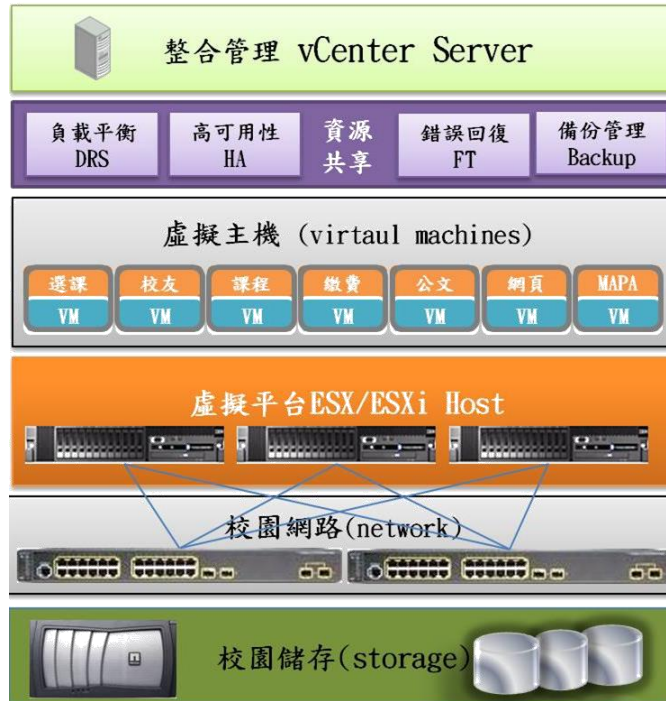 整合管理 vCenter Server
負載平衡
DRS
高可用性
HA
資源
共享
錯誤回復
FT
備份管理
Backup
虛擬主機 (virtaul machines)
選課
校友
課程
繳費
公文
網頁
MAPA
VM
VM
VM
VM
VM
VM
VM
虛擬平台ESX/ESXi Host
校園網路(network)
校園儲存(storage)